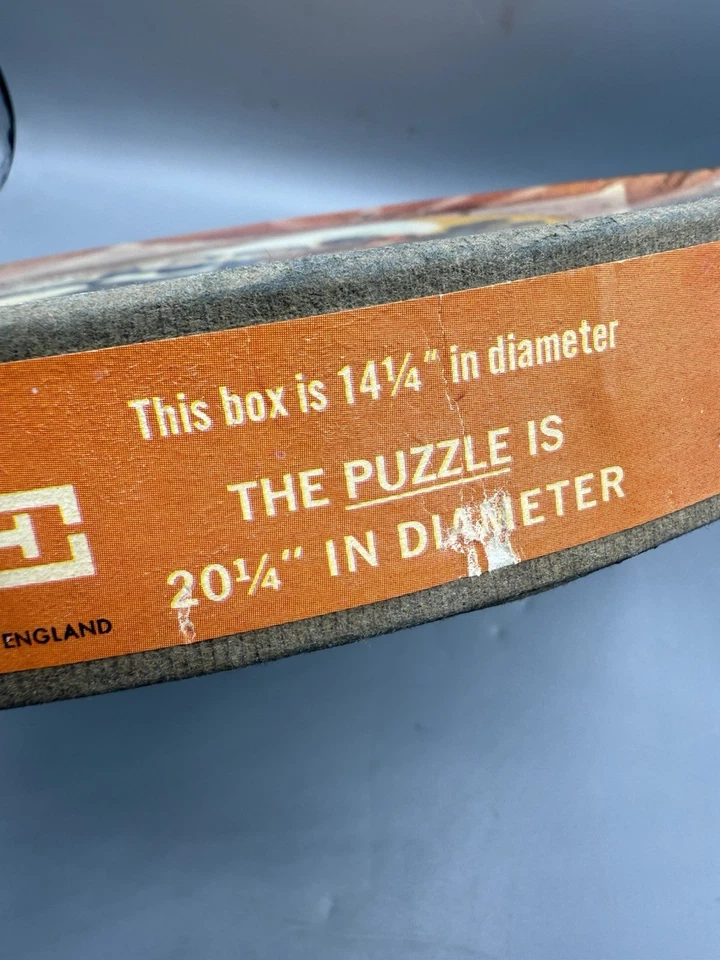 This box is 14¼" in diameter
THE PUZZLE IS
20¼" IN DIAMETER
ENGLAND